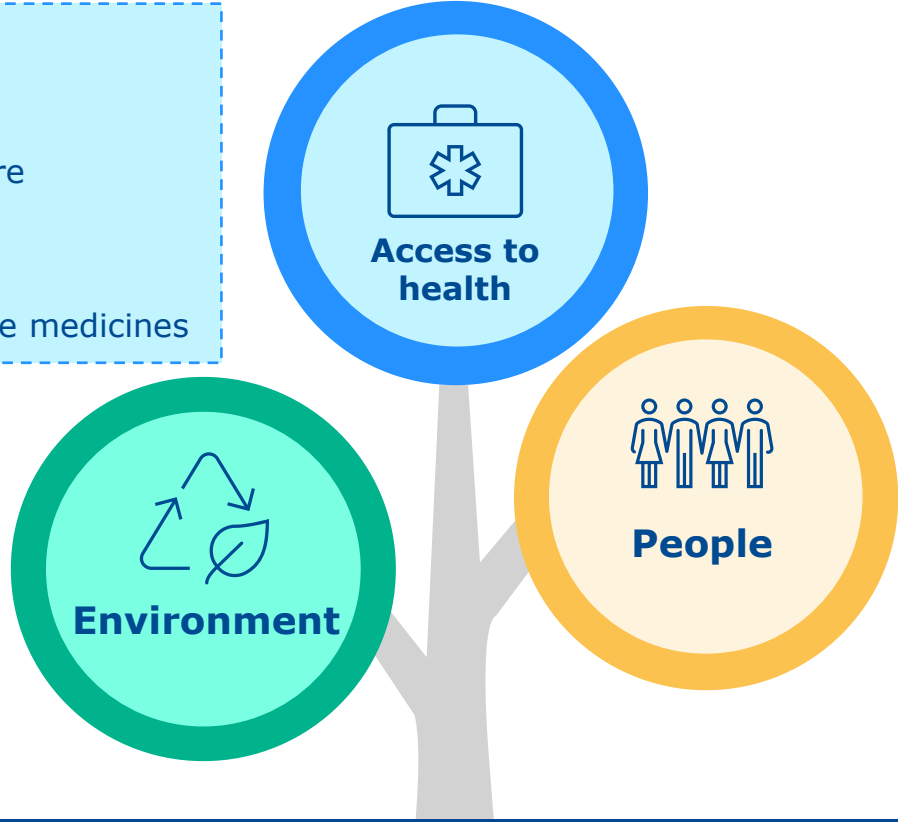 re
e medicines
Access to
health
People
Environment